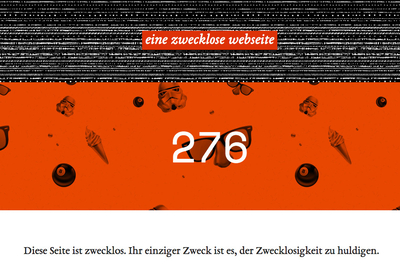 eine zwecklose webseite
276
Diese Seite ist zwecklos. Ihr einziger Zweck ist es, der Zwecklosigkeit zu huldigen.